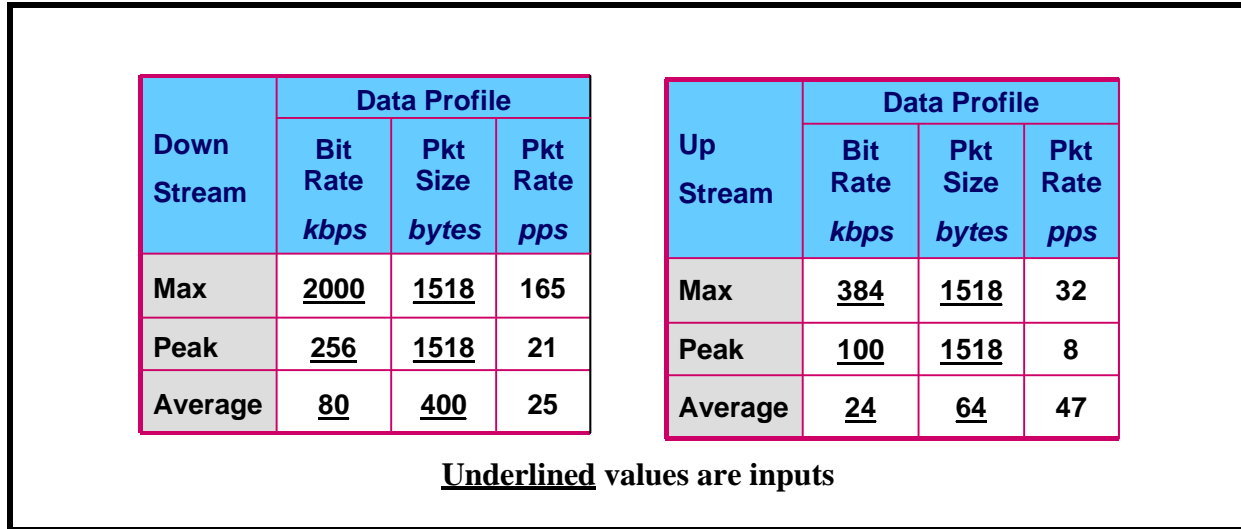 Down Stream
Data Profile
Bit Rate kbps
Pkt Size bytes
Pkt Rate pps
Max 2000 1518 165
Peak 256 1518 21
Average 80 400 25
Up Stream
Data Profile
Bit Rate kbps
Pkt Size bytes
Pkt Rate pps
Max 384 1518 32
Peak 100 1518 8
Average 24 64 47
Underlined values are inputs